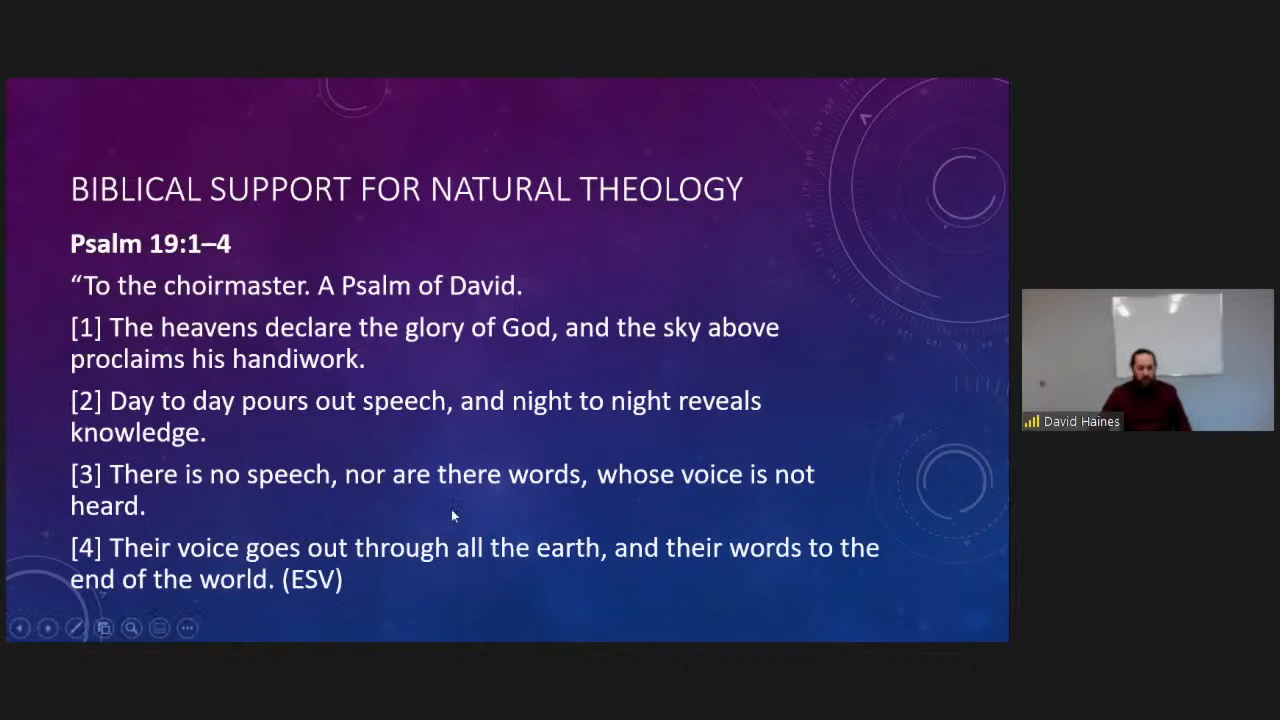 BIBLICAL SUPPORT FOR NATURAL THEOLOGY
Psalm 19:1–4
“To the choirmaster. A Psalm of David.
[1] The heavens declare the glory of God, and the sky above
proclaims his handiwork.
[2] Day to day pours out speech, and night to night reveals
knowledge.
[3] There is no speech, nor are there words, whose voice is not
heard.
[4] Their voice goes out through all the earth, and their words to the
end of the world. (ESV)
David Haines